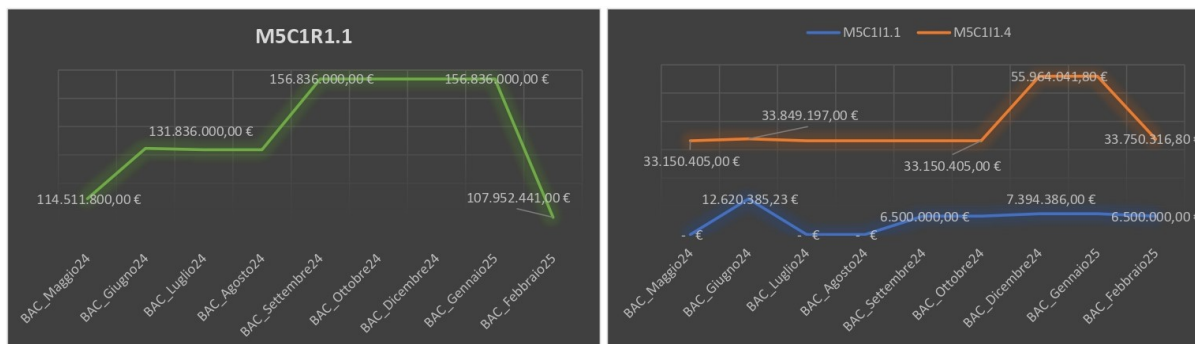 M5C1R1.1
156.836.000,00 €
156.836.000,00 €
131.836.000,00 €
114.511.800,00 €
107.952.441,00 €
BAC_Maggio24
BAC_Giugno24
BAC_Luglio24
BAC_Agosto24
BAC_Settembre24
BAC_Ottobre24
BAC_Dicembre24
BAC_Gennaio25
BAC_Febbraio25
M5C1I1.1
M5C1I1.4
55.964.041,80 €
33.849.197,00 €
33.150.405,00 €
33.150.405,00 €
33.750.316,80 €
12.620.385,23 €
7.394.386,00 €
6.500.000,00 €
6.500.000,00 €
- €
- €
- €
BAC_Maggio24
BAC_Giugno24
BAC_Luglio24
BAC_Agosto24
BAC_Settembre24
BAC_Ottobre24
BAC_Dicembre24
BAC_Gennaio25
BAC_Febbraio25